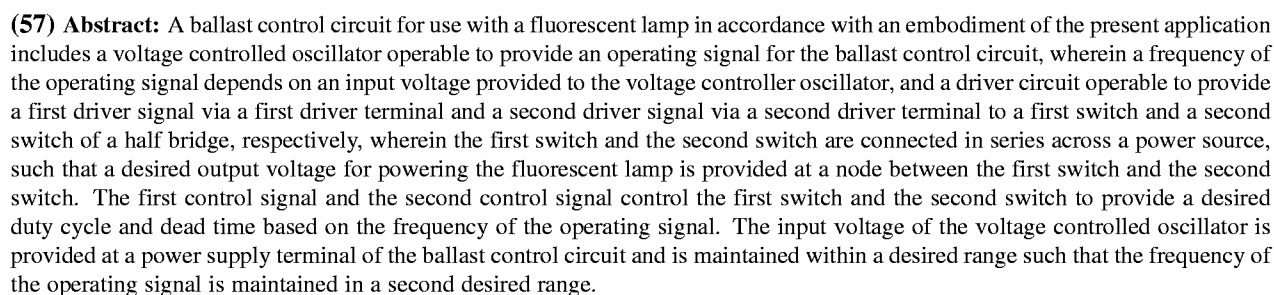 (57) Abstract: A ballast control circuit for use with a fluorescent lamp in accordance with an embodiment of the present application
includes a voltage controlled oscillator operable to provide an operating signal for the ballast control circuit, wherein a frequency of
the operating signal depends on an input voltage provided to the voltage controller oscillator, and a driver circuit operable to provide
a first driver signal via a first driver terminal and a second driver signal via a second driver terminal to a first switch and a second
switch of a half bridge, respectively, wherein the first switch and the second switch are connected in series across a power source,
such that a desired output voltage for powering the fluorescent lamp is provided at a node between the first switch and the second
switch. The first control signal and the second control signal control the first switch and the second switch to provide a desired
duty cycle and dead time based on the frequency of the operating signal. The input voltage of the voltage controlled oscillator is
provided at a power supply terminal of the ballast control circuit and is maintained within a desired range such that the frequency of
the operating signal is maintained in a second desired range.